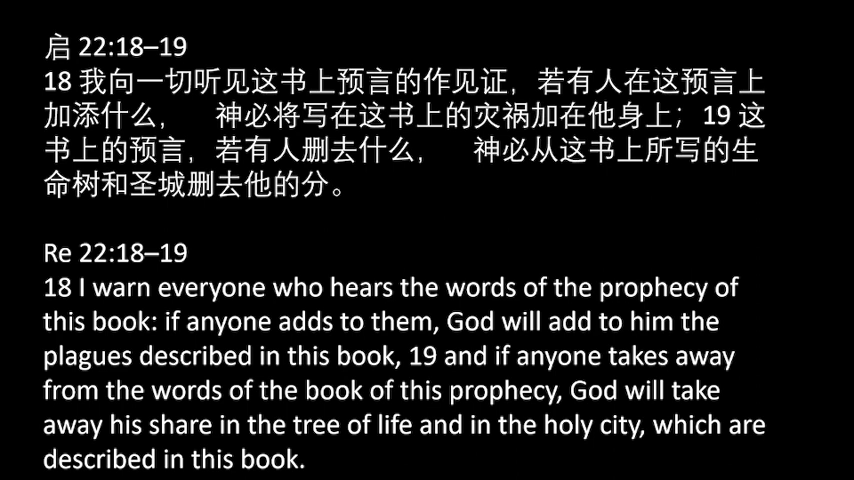 启 22:18–19
18 我向一切听见这书上预言的作见证，若有人在这预言上
加添什么，　神必将写在这书上的灾祸加在他身上；19 这
书上的预言，若有人删去什么，　神必从这书上所写的生
命树和圣城删去他的分。
Re 22:18–19
18 I warn everyone who hears the words of the prophecy of
this book: if anyone adds to them, God will add to him the
plagues described in this book, 19 and if anyone takes away
from the words of the book of this prophecy, God will take
away his share in the tree of life and in the holy city, which are
described in this book.